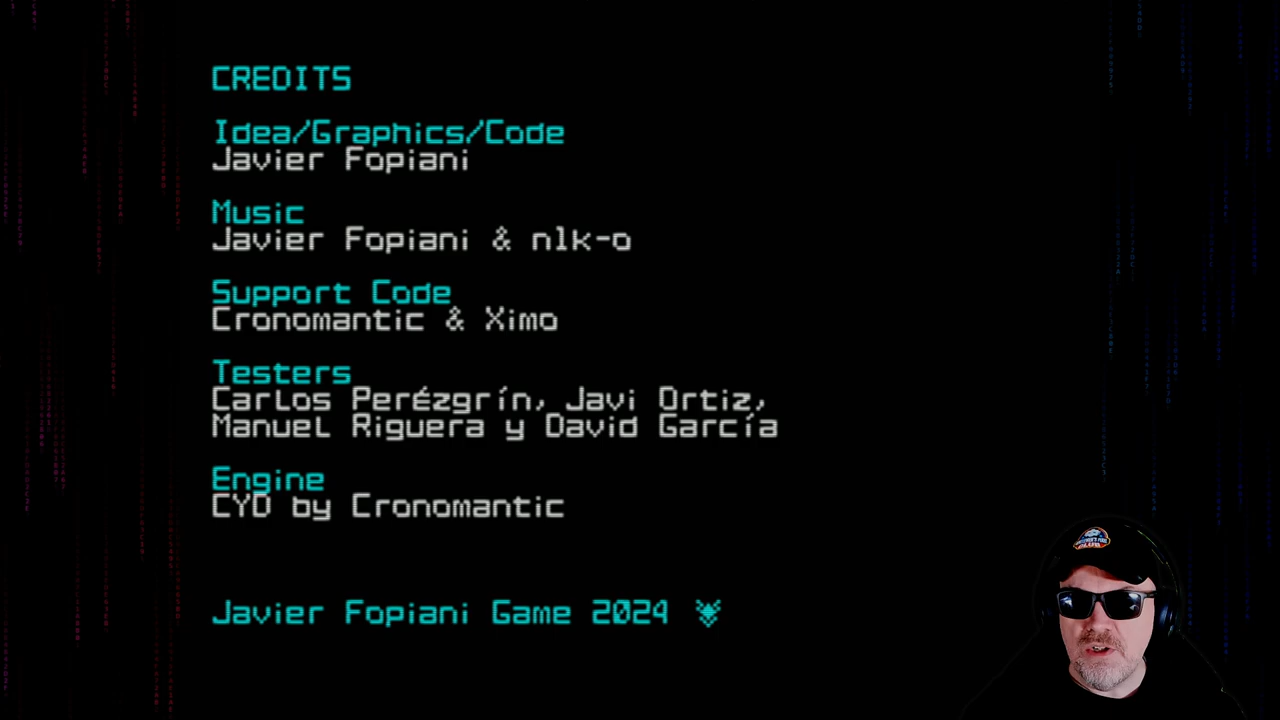 CREDITS
Idea/Graphics/Code
Javier Fopiani
Music
Javier Fopiani & nlk-o
Support Code
Cronomantic & Ximo
Testers
Carlos Perézgrín, Javi Ortiz,
Manuel Riguera y David García
Engine
CYD by Cronomantic
Javier Fopiani Game 2024